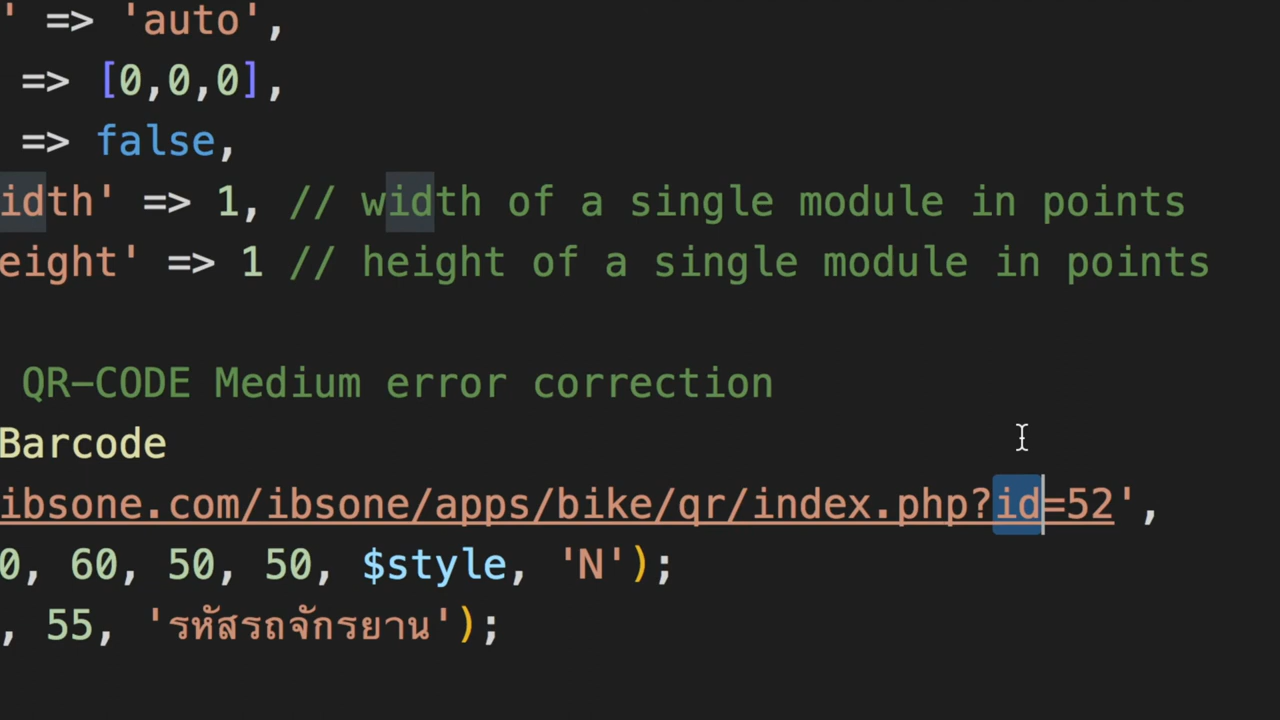 ' => 'auto',
=> [0,0,0],
=> false,
idth' => 1, // width of a single module in points
eight' => 1 // height of a single module in points
QR-CODE Medium error correction
Barcode
ibsone.com/ibsone/apps/bike/qr/index.php?id=52',
0, 60, 50, 50, $style, 'N');
, 55, 'รหัสรถจักรยาน');